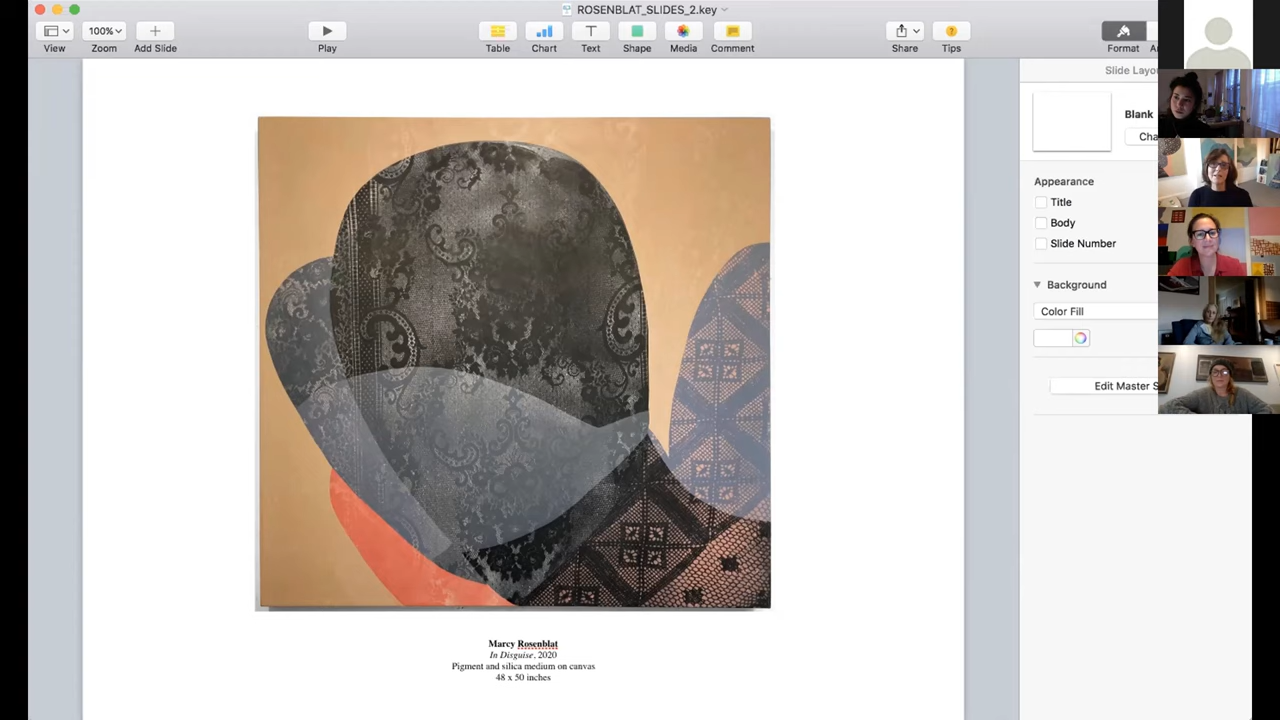 ROSENBLAT_SLIDES_2.key
100%
View
Zoom
Add Slide
Play
Table
Chart
Text
Shape
Media
Comment
Share
Tips
Format
Slide Layo
Blank
Cha
Appearance
Title
Body
Slide Number
Background
Color Fill
Edit Master S
Marcy Rosenblat
In Disguise, 2020
Pigment and silica medium on canvas
48 x 50 inches